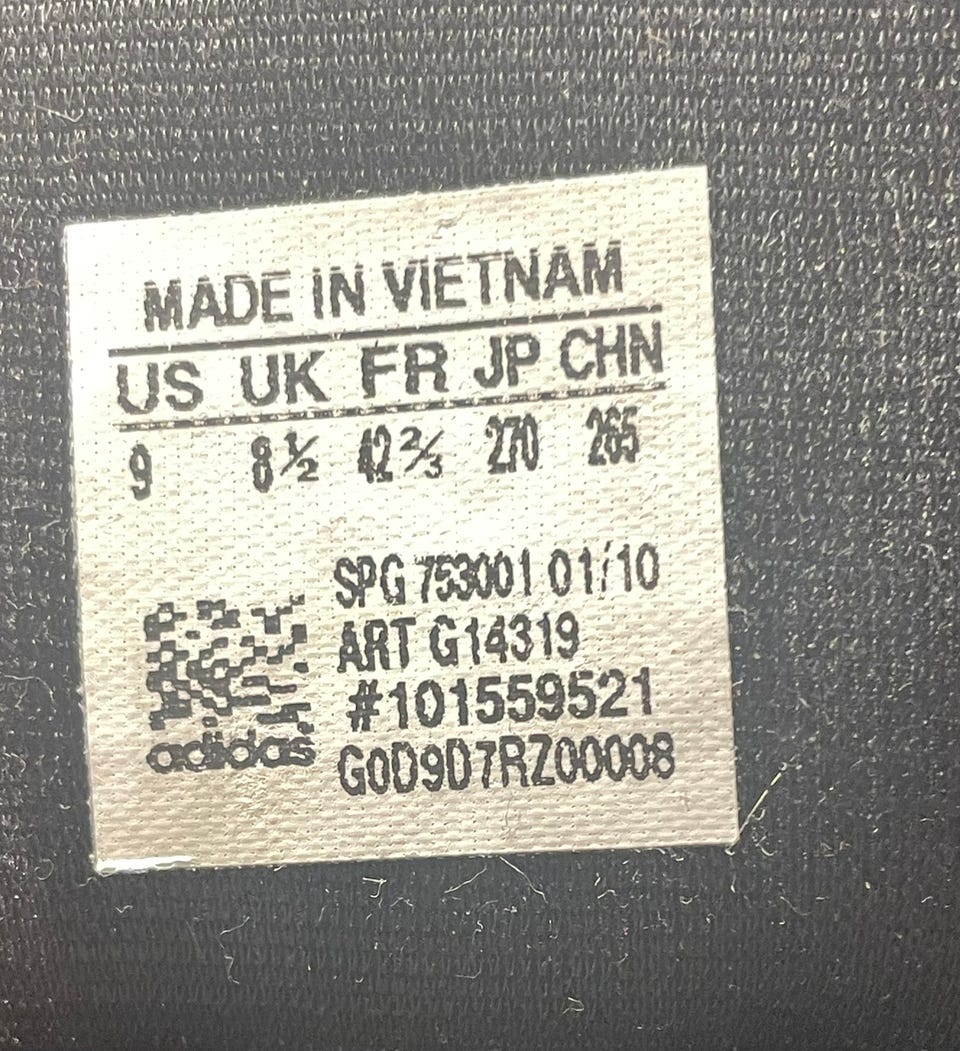 MADE IN VIETNAM
US UK FR JP CHN
9 8½ 42⅔ 270 265
SPG 753001 01/10
ART G14319
#101559521
adidas G0D9D7RZ00008